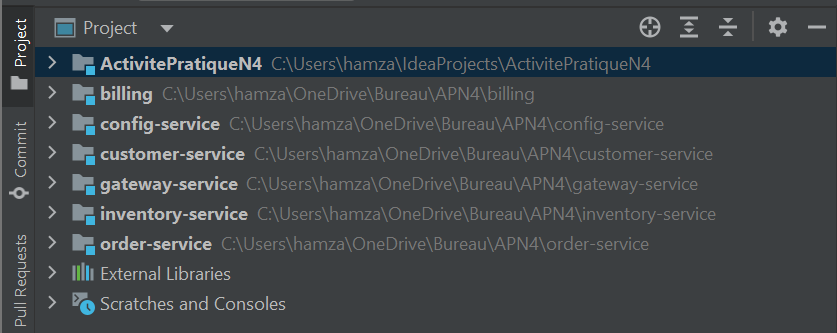 Project
Project
Commit
Pull Requests
ActivitePratiqueN4 C:\Users\hamza\IdeaProjects\ActivitePratiqueN4
billing C:\Users\hamza\OneDrive\Bureau\APN4\billing
config-service C:\Users\hamza\OneDrive\Bureau\APN4\config-service
customer-service C:\Users\hamza\OneDrive\Bureau\APN4\customer-service
gateway-service C:\Users\hamza\OneDrive\Bureau\APN4\gateway-service
inventory-service C:\Users\hamza\OneDrive\Bureau\APN4\inventory-service
order-service C:\Users\hamza\OneDrive\Bureau\APN4\order-service
External Libraries
Scratches and Consoles